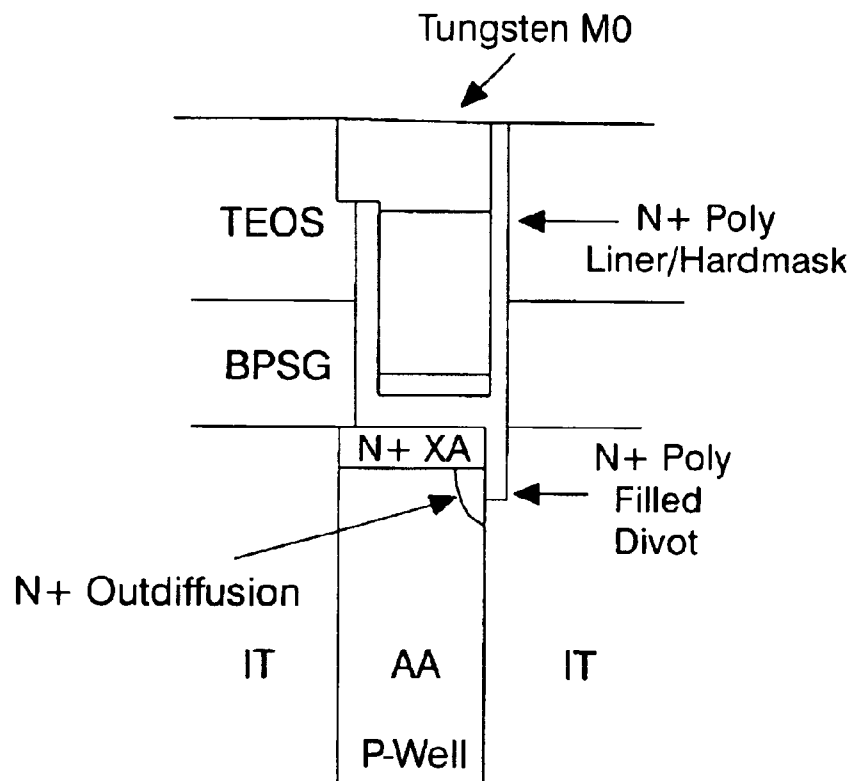 Tungsten M0
TEOS
N+ Poly
Liner/Hardmask
BPSG
N+ XA
N+ Poly
Filled
Divot
N+ Outdiffusion
IT
AA
IT
P-Well